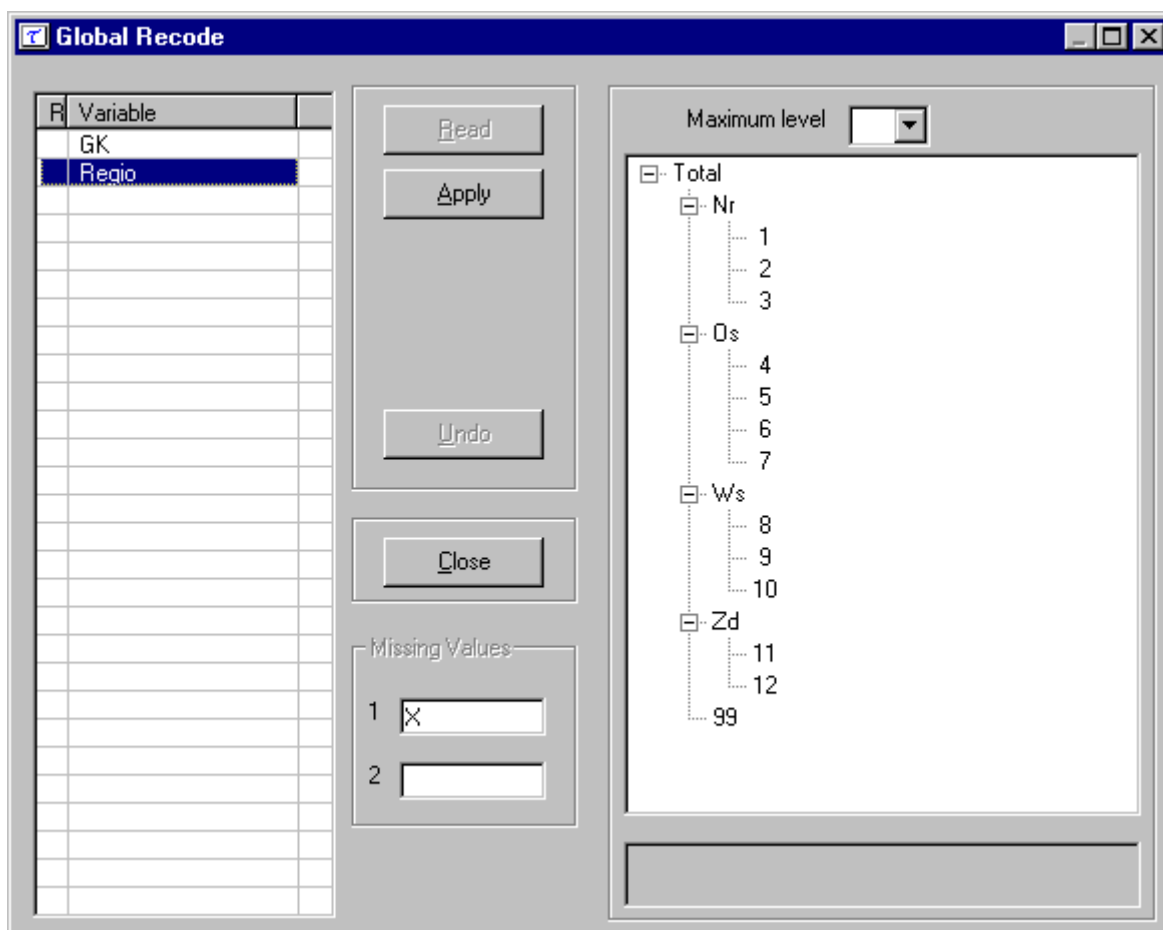 Global Recode
R Variable
GK
Regio
Read
Apply
Undo
Close
Missing Values
1 X
2
Maximum level
Total
Nr
1
2
3
Os
4
5
6
7
Ws
8
9
10
Zd
11
12
99